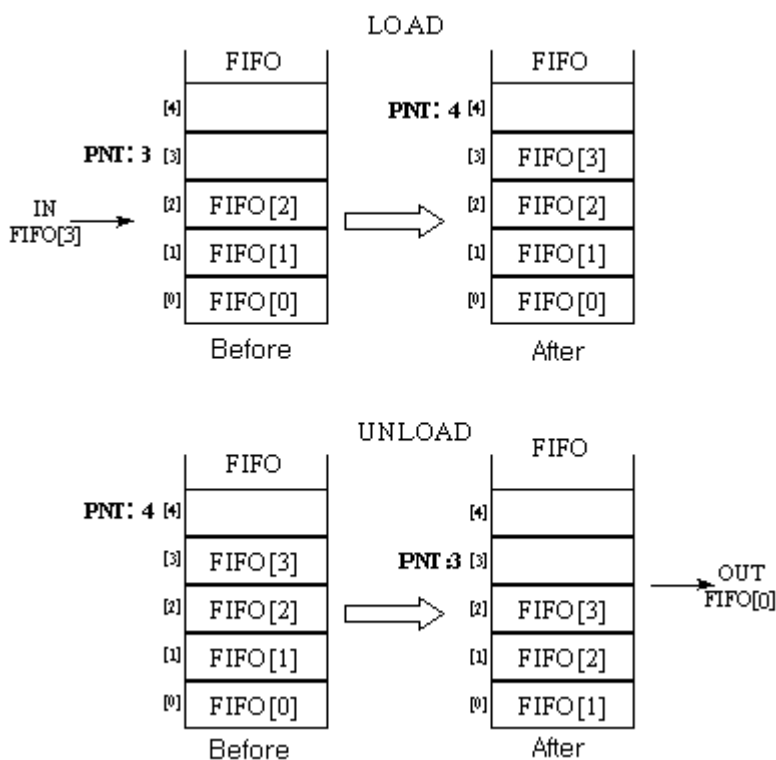 LOAD
FIFO FIFO
[4] PNT: 4 [4]
PNT: 3 [3] [3] FIFO[3]
IN
FIFO[3]
[2] FIFO[2] [2] FIFO[2]
[1] FIFO[1] [1] FIFO[1]
[0] FIFO[0] [0] FIFO[0]
Before After
UNLOAD
FIFO FIFO
PNT: 4 [4] [4]
[3] FIFO[3] PNT:3 [3]
OUT
FIFO[0]
[2] FIFO[2] [2] FIFO[3]
[1] FIFO[1] [1] FIFO[2]
[0] FIFO[0] [0] FIFO[1]
Before After